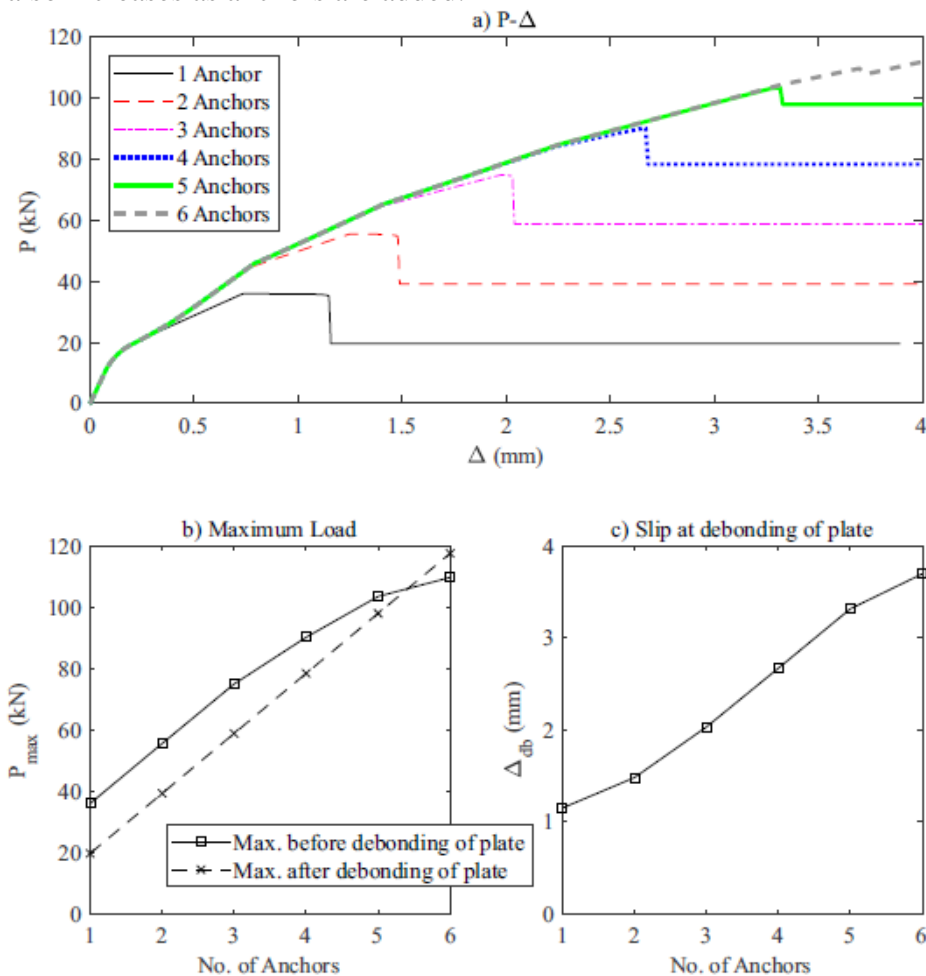 a) P-Δ
120
100
80
60
40
20
0
P (kN)
1 Anchor
2 Anchors
3 Anchors
4 Anchors
5 Anchors
6 Anchors
0 0.5 1 1.5 2 2.5 3 3.5 4
Δ (mm)
b) Maximum Load
120
100
80
60
40
20
0
P max (kN)
Max. before debonding of plate
Max. after debonding of plate
1 2 3 4 5 6
No. of Anchors
c) Slip at debonding of plate
4
3
2
1
0
Δ db (mm)
1 2 3 4 5 6
No. of Anchors